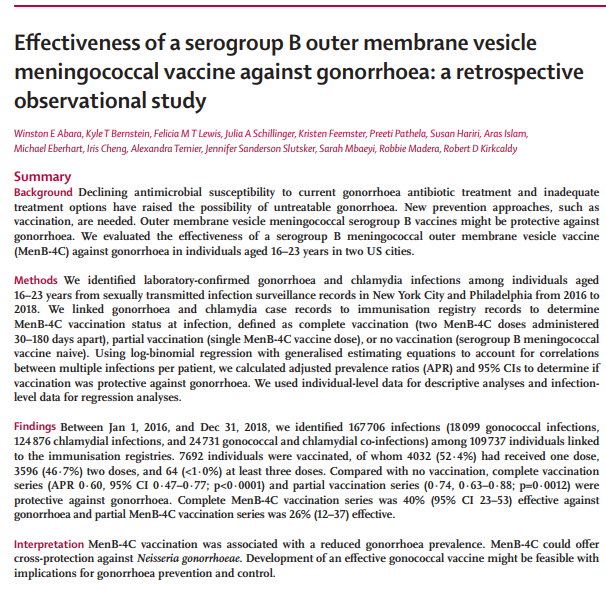 Effectiveness of a serogroup B outer membrane vesicle
meningococcal vaccine against gonorrhoea: a retrospective
observational study
Winston E Abara, Kyle T Bernstein, Felicia M T Lewis, Julia A Schillinger, Kristen Feemster, Preeti Pathela, Susan Hariri, Aras Islam,
Michael Eberhart, Iris Cheng, Alexandra Ternier, Jennifer Sanderson Slutsker, Sarah Mbaeyi, Robbie Madera, Robert D Kirkcaldy
Summary
Background Declining antimicrobial susceptibility to current gonorrhoea antibiotic treatment and inadequate
treatment options have raised the possibility of untreatable gonorrhoea. New prevention approaches, such as
vaccination, are needed. Outer membrane vesicle meningococcal serogroup B vaccines might be protective against
gonorrhoea. We evaluated the effectiveness of a serogroup B meningococcal outer membrane vesicle vaccine
(MenB-4C) against gonorrhoea in individuals aged 16–23 years in two US cities.
Methods We identified laboratory-confirmed gonorrhoea and chlamydia infections among individuals aged
16–23 years from sexually transmitted infection surveillance records in New York City and Philadelphia from 2016 to
2018. We linked gonorrhoea and chlamydia case records to immunisation registry records to determine
MenB-4C vaccination status at infection, defined as complete vaccination (two MenB-4C doses administered
30–180 days apart), partial vaccination (single MenB-4C vaccine dose), or no vaccination (serogroup B meningococcal
vaccine naive). Using log-binomial regression with generalised estimating equations to account for correlations
between multiple infections per patient, we calculated adjusted prevalence ratios (APR) and 95% CIs to determine if
vaccination was protective against gonorrhoea. We used individual-level data for descriptive analyses and infection-
level data for regression analyses.
Findings Between Jan 1, 2016, and Dec 31, 2018, we identified 167 706 infections (18 099 gonococcal infections,
124 876 chlamydial infections, and 24 731 gonococcal and chlamydial co-infections) among 109 737 individuals linked
to the immunisation registries. 7692 individuals were vaccinated, of whom 4032 (52·4%) had received one dose,
3596 (46·7%) two doses, and 64 (<1·0%) at least three doses. Compared with no vaccination, complete vaccination
series (APR 0·60, 95% CI 0·47–0·77; p<0·0001) and partial vaccination series (0·74, 0·63–0·88; p=0·0012) were
protective against gonorrhoea. Complete MenB-4C vaccination series was 40% (95% CI 23–53) effective against
gonorrhoea and partial MenB-4C vaccination series was 26% (12–37) effective.
Interpretation MenB-4C vaccination was associated with a reduced gonorrhoea prevalence. MenB-4C could offer
cross-protection against Neisseria gonorrhoeae. Development of an effective gonococcal vaccine might be feasible with
implications for gonorrhoea prevention and control.